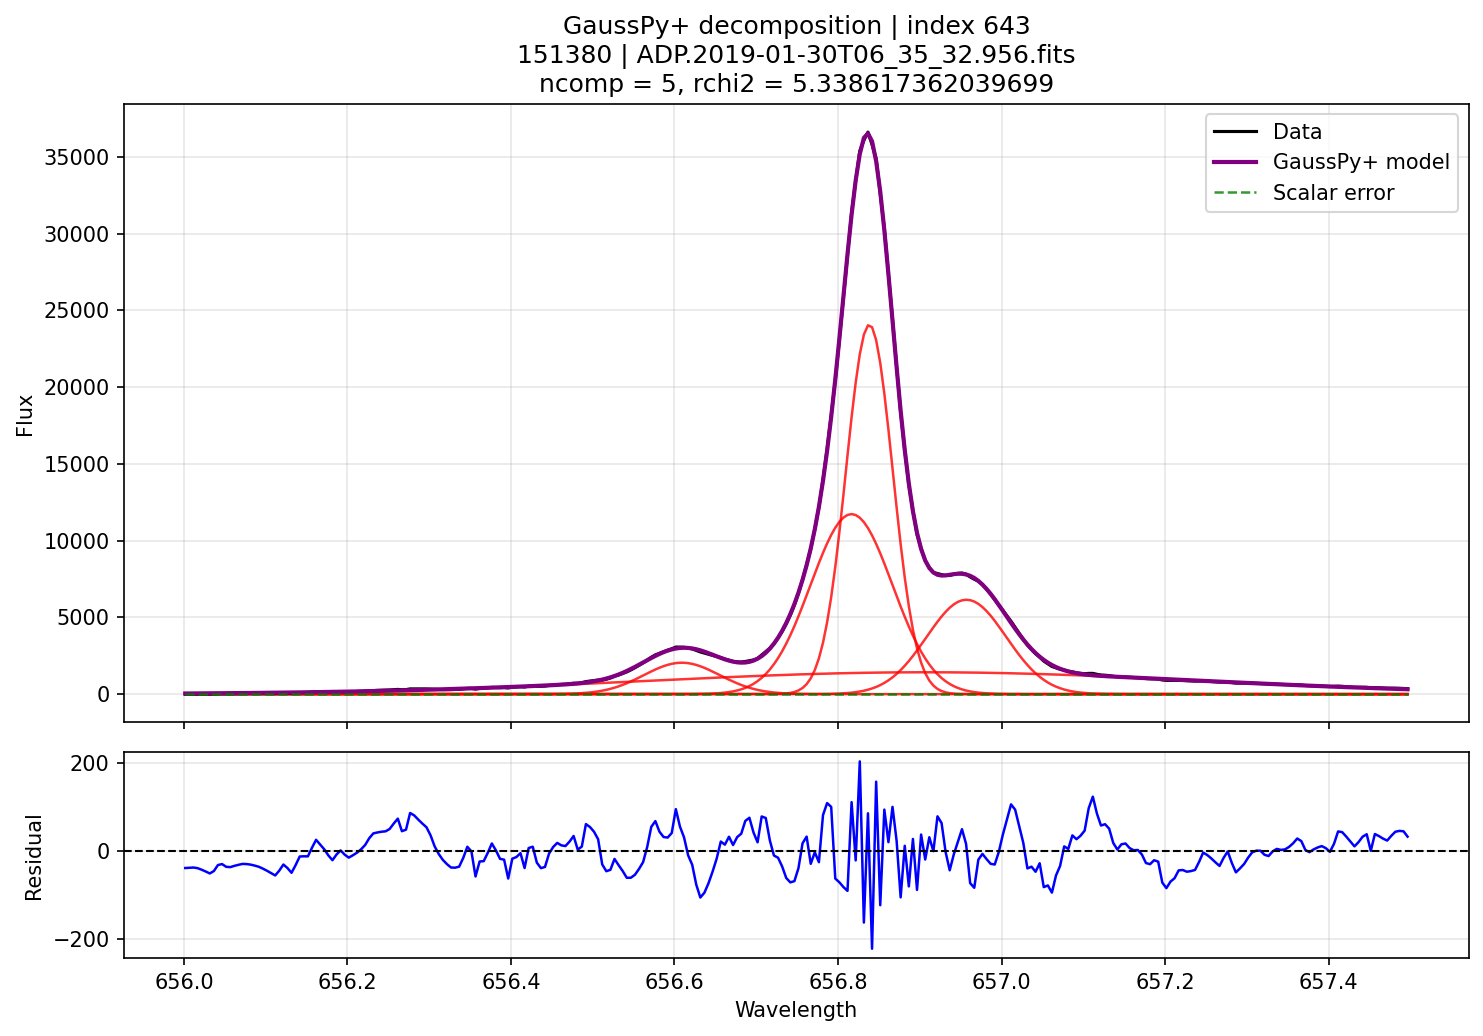 GaussPy+ decomposition | index 643
151380 | ADP.2019-01-30T06_35_32.956.fits
ncomp = 5, rchi2 = 5.338617362039699
Data
GaussPy+ model
Scalar error
Flux
35000
30000
25000
20000
15000
10000
5000
0
Residual
200
0
−200
656.0 656.2 656.4 656.6 656.8 657.0 657.2 657.4
Wavelength